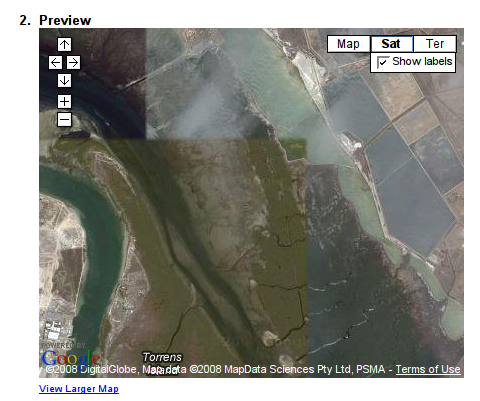 2. Preview
Map Sat Ter
Show labels
Torrens
Island
POWERED BY
Google
©2008 DigitalGlobe, Map data ©2008 MapData Sciences Pty Ltd, PSMA - Terms of Use
View Larger Map